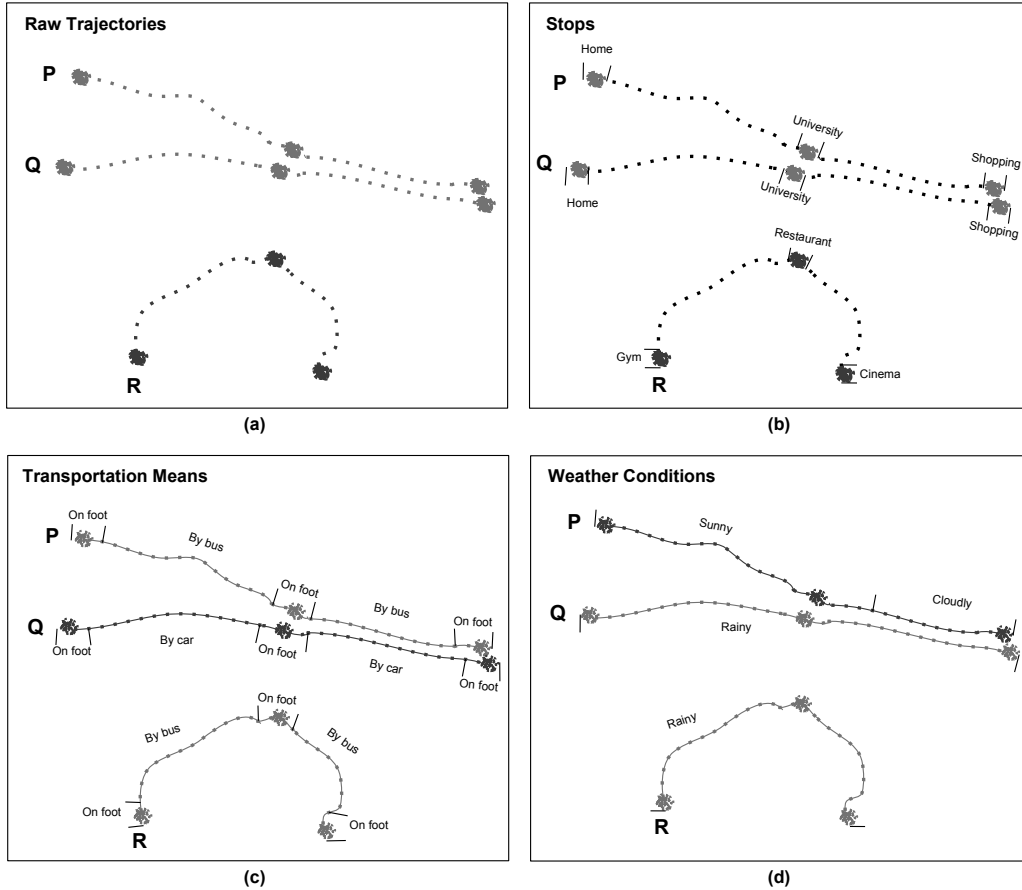 Raw Trajectories
P
Q
R
(a)
Stops
Home
P
University
Q
Shopping
Home
University
Shopping
Restaurant
Gym
Cinema
R
(b)
Transportation Means
On foot
P
By bus
On foot
By bus
On foot
Q
On foot
By car
On foot
By car
On foot
On foot
By bus
By bus
On foot
On foot
R
(c)
Weather Conditions
P
Sunny
Cloudly
Q
Rainy
Rainy
R
(d)